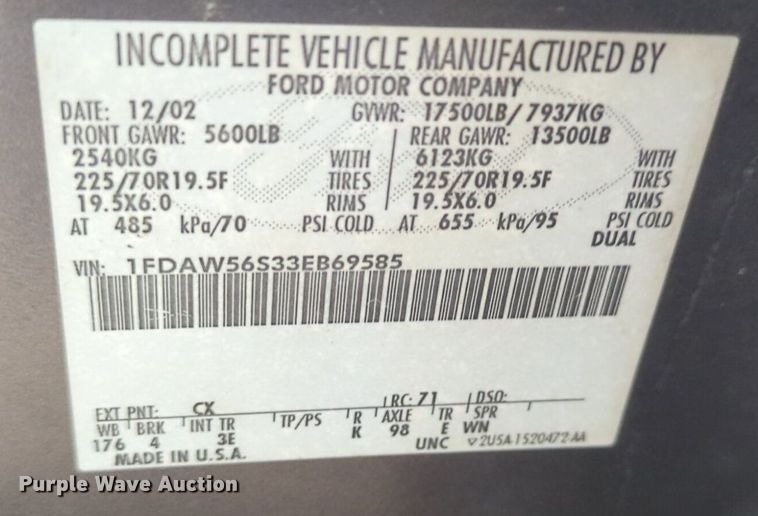 INCOMPLETE VEHICLE MANUFACTURED BY
FORD MOTOR COMPANY
DATE: 12/02 GVWR: 17500LB/ 7937KG
FRONT GAWR: 5600LB REAR GAWR: 13500LB
2540KG WITH 6123KG WITH
225/70R19.5F TIRES 225/70R19.5F TIRES
19.5X6.0 RIMS 19.5X6.0 RIMS
AT 485 kPa/70 PSI COLD AT 655 kPa/95 PSI COLD
DUAL
VIN: 1FDAW56S33EB69585
EXT PNT: CX RC: 71 DSO:
WB BRK INT TR TP/PS R AXLE TR SPR
176 4 3E K 98 E WN
MADE IN U.S.A. UNC V2U5A-1520472-AA
Purple Wave Auction